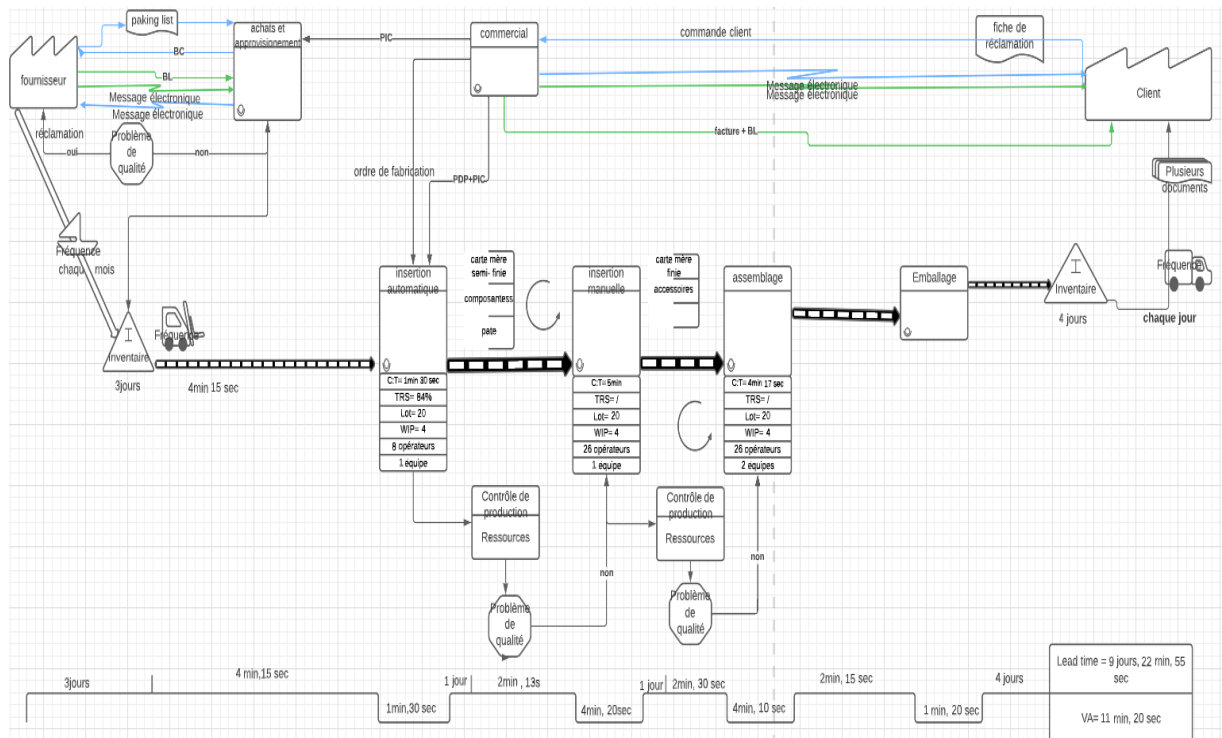 paking list
achats et
approvisionement
commercial
fiche de
réclamation
PIC
commande client
BC
fournisseur
BL
Message électronique
Message électronique
Message électronique
Message électronique
Client
réclamation
Problème
de
qualité
oui
non
facture + BL
ordre de fabrication
PDP+PIC
Plusieurs
documents
Fréquence
chaque mois
carte mère
semi- finie
composantess
pate
carte mère
finie
accessoires
insertion
automatique
insertion
manuelle
assemblage
Emballage
Fréquence
I
Inventaire
4 jours
chaque jour
Fréquence
I
Inventaire
3jours
4min 15 sec
C:T= 1min 30 sec
TRS= 84%
Lot= 20
WIP= 4
8 opérateurs
1 equipe
C:T= 5min
TRS= /
Lot= 20
WIP= 4
26 opérateurs
1 equipe
C:T= 4min 17 sec
TRS= /
Lot= 20
WIP= 4
26 opérateurs
2 equipes
Contrôle de
production
Ressources
Contrôle de
production
Ressources
non
non
Problème
de
qualité
Problème
de
qualité
3jours
4 min,15 sec
1 jour
2min , 13s
1 jour
2min, 30 sec
2min, 15 sec
4 jours
1min,30 sec
4min, 20sec
4min, 10 sec
1 min, 20 sec
Lead time = 9 jours, 22 min, 55
sec
VA= 11 min, 20 sec